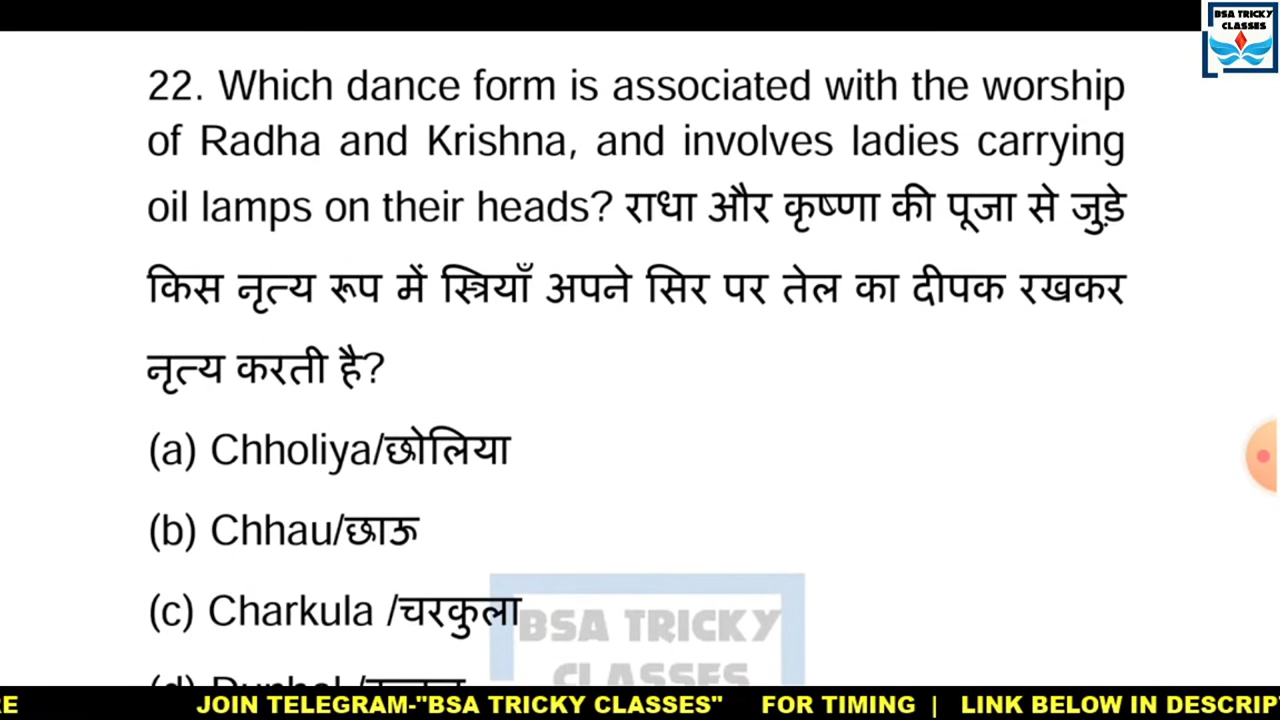 BSA TRICKY
CLASSES
22. Which dance form is associated with the worship
of Radha and Krishna, and involves ladies carrying
oil lamps on their heads? राधा और कृष्णा की पूजा से जुड़े
किस नृत्य रूप में स्त्रियाँ अपने सिर पर तेल का दीपक रखकर
नृत्य करती है?
(a) Chholiya/छोलिया
(b) Chhau/छाऊ
(c) Charkula /चरकुला
BSA TRICKY
CLASSES
(d)
RE JOIN TELEGRAM-"BSA TRICKY CLASSES" FOR TIMING | LINK BELOW IN DESCRIP